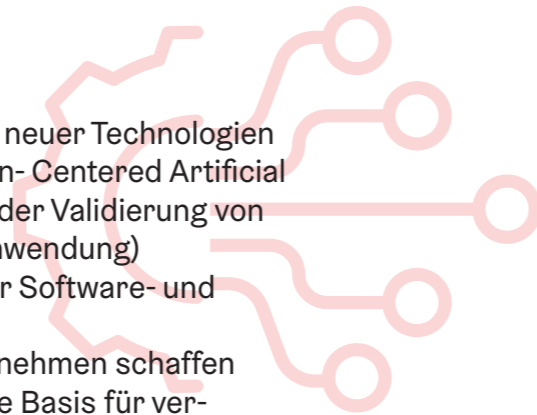 neuer Technologien
n- Centered Artificial
der Validierung von
wendung)
r Software- und
nehmen schaffen
e Basis für ver-